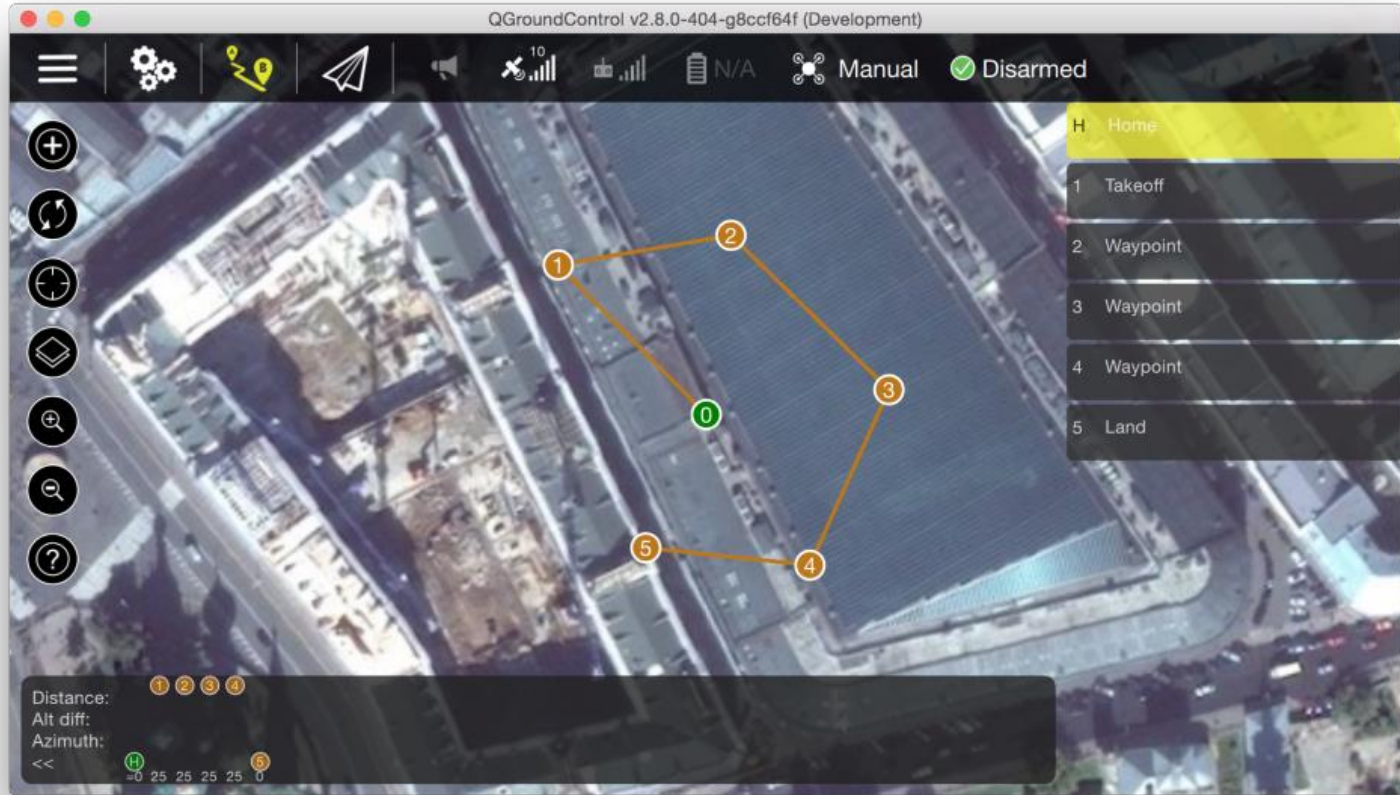 QGroundControl v2.8.0-404-g8ccf64f (Development)
10
N/A
Manual
Disarmed
A
B
H Home
1 Takeoff
2 Waypoint
3 Waypoint
4 Waypoint
5 Land
2
1
3
0
5
4
1 2 3 4
Distance:
Alt diff:
Azimuth:
<< H 5
=0 25 25 25 25 0